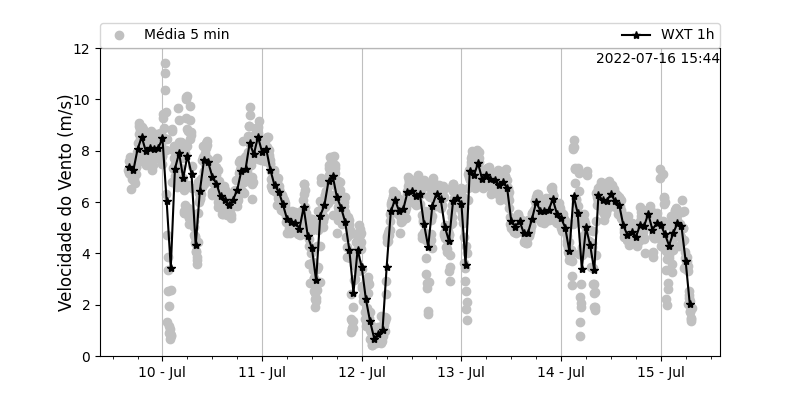 Média 5 min
WXT 1h
2022-07-16 15:44
Velocidade do Vento (m/s)
12
10
8
6
4
2
0
10 - Jul
11 - Jul
12 - Jul
13 - Jul
14 - Jul
15 - Jul